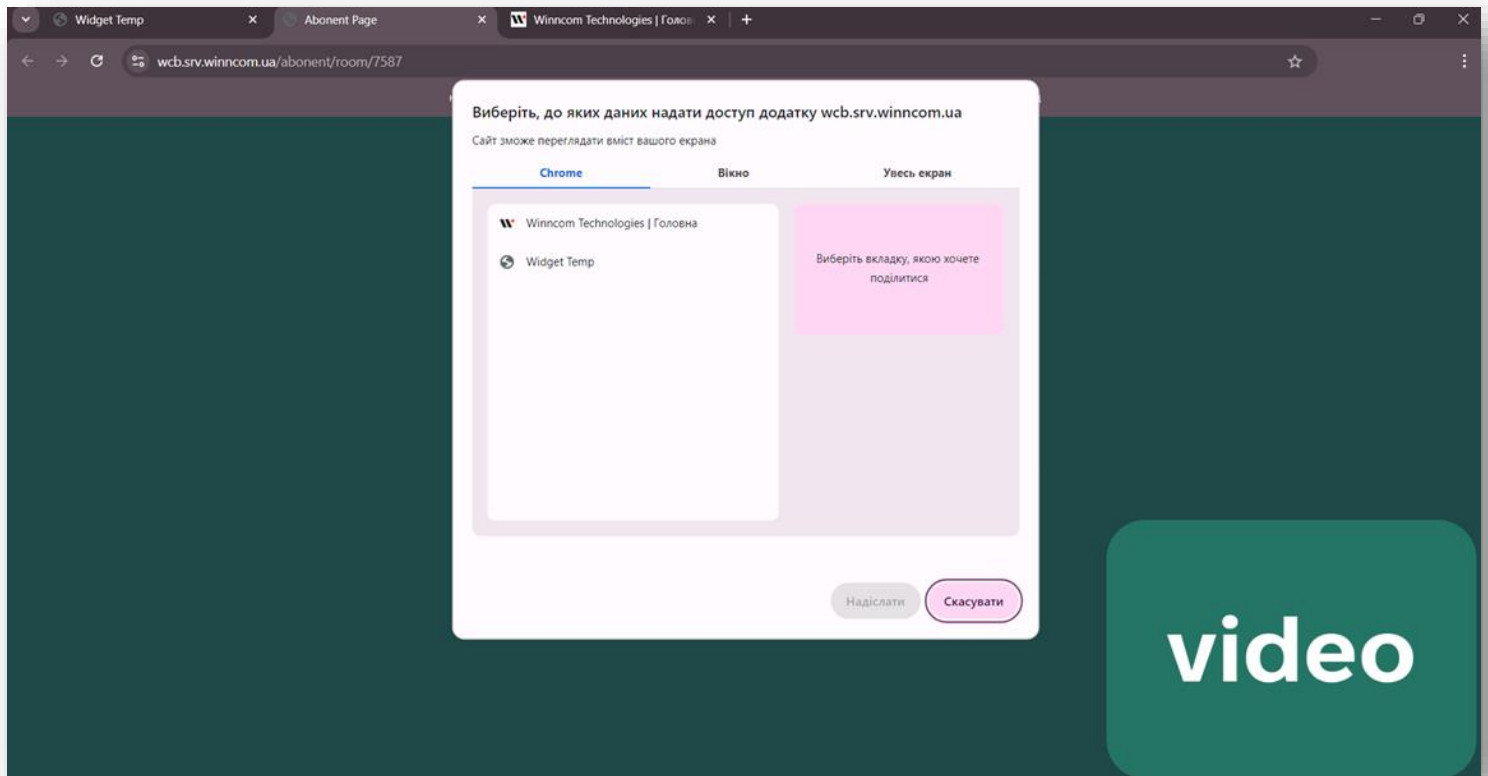 Widget Temp
Abonent Page
Winncom Technologies | Голов
wcb.srv.winncom.ua/abonent/room/7587
Виберіть, до яких даних надати доступ додатку wcb.srv.winncom.ua
Сайт зможе переглядати вміст вашого екрана
Chrome Вікно Увесь екран
Winncom Technologies | Головна
Widget Temp
Виберіть вкладку, якою хочете
поділитися
Надіслати Скасувати
video